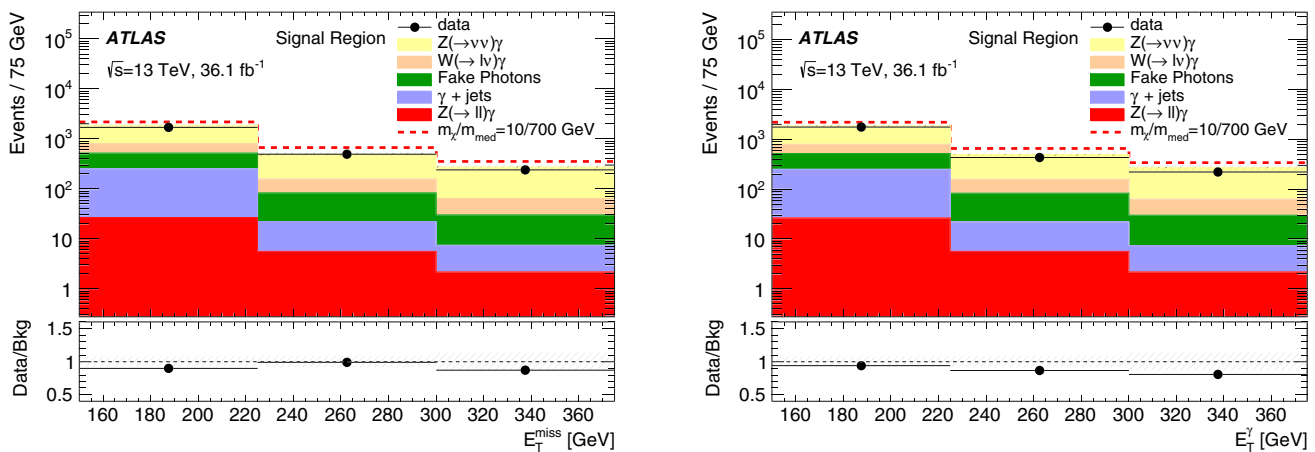 Events / 75 GeV
10⁵
10⁴
10³
10²
10
1
ATLAS
√s=13 TeV, 36.1 fb⁻¹
Signal Region
data
Z(→νν)γ
W(→ lν)γ
Fake Photons
γ + jets
Z(→ ll)γ
mχ/mmed=10/700 GeV
Data/Bkg
1.5
1
0.5
160 180 200 220 240 260 280 300 320 340 360
E_T^miss [GeV]
Events / 75 GeV
10⁵
10⁴
10³
10²
10
1
ATLAS
√s=13 TeV, 36.1 fb⁻¹
Signal Region
data
Z(→νν)γ
W(→ lν)γ
Fake Photons
γ + jets
Z(→ ll)γ
mχ/mmed=10/700 GeV
Data/Bkg
1.5
1
0.5
160 180 200 220 240 260 280 300 320 340 360
E_T^γ [GeV]